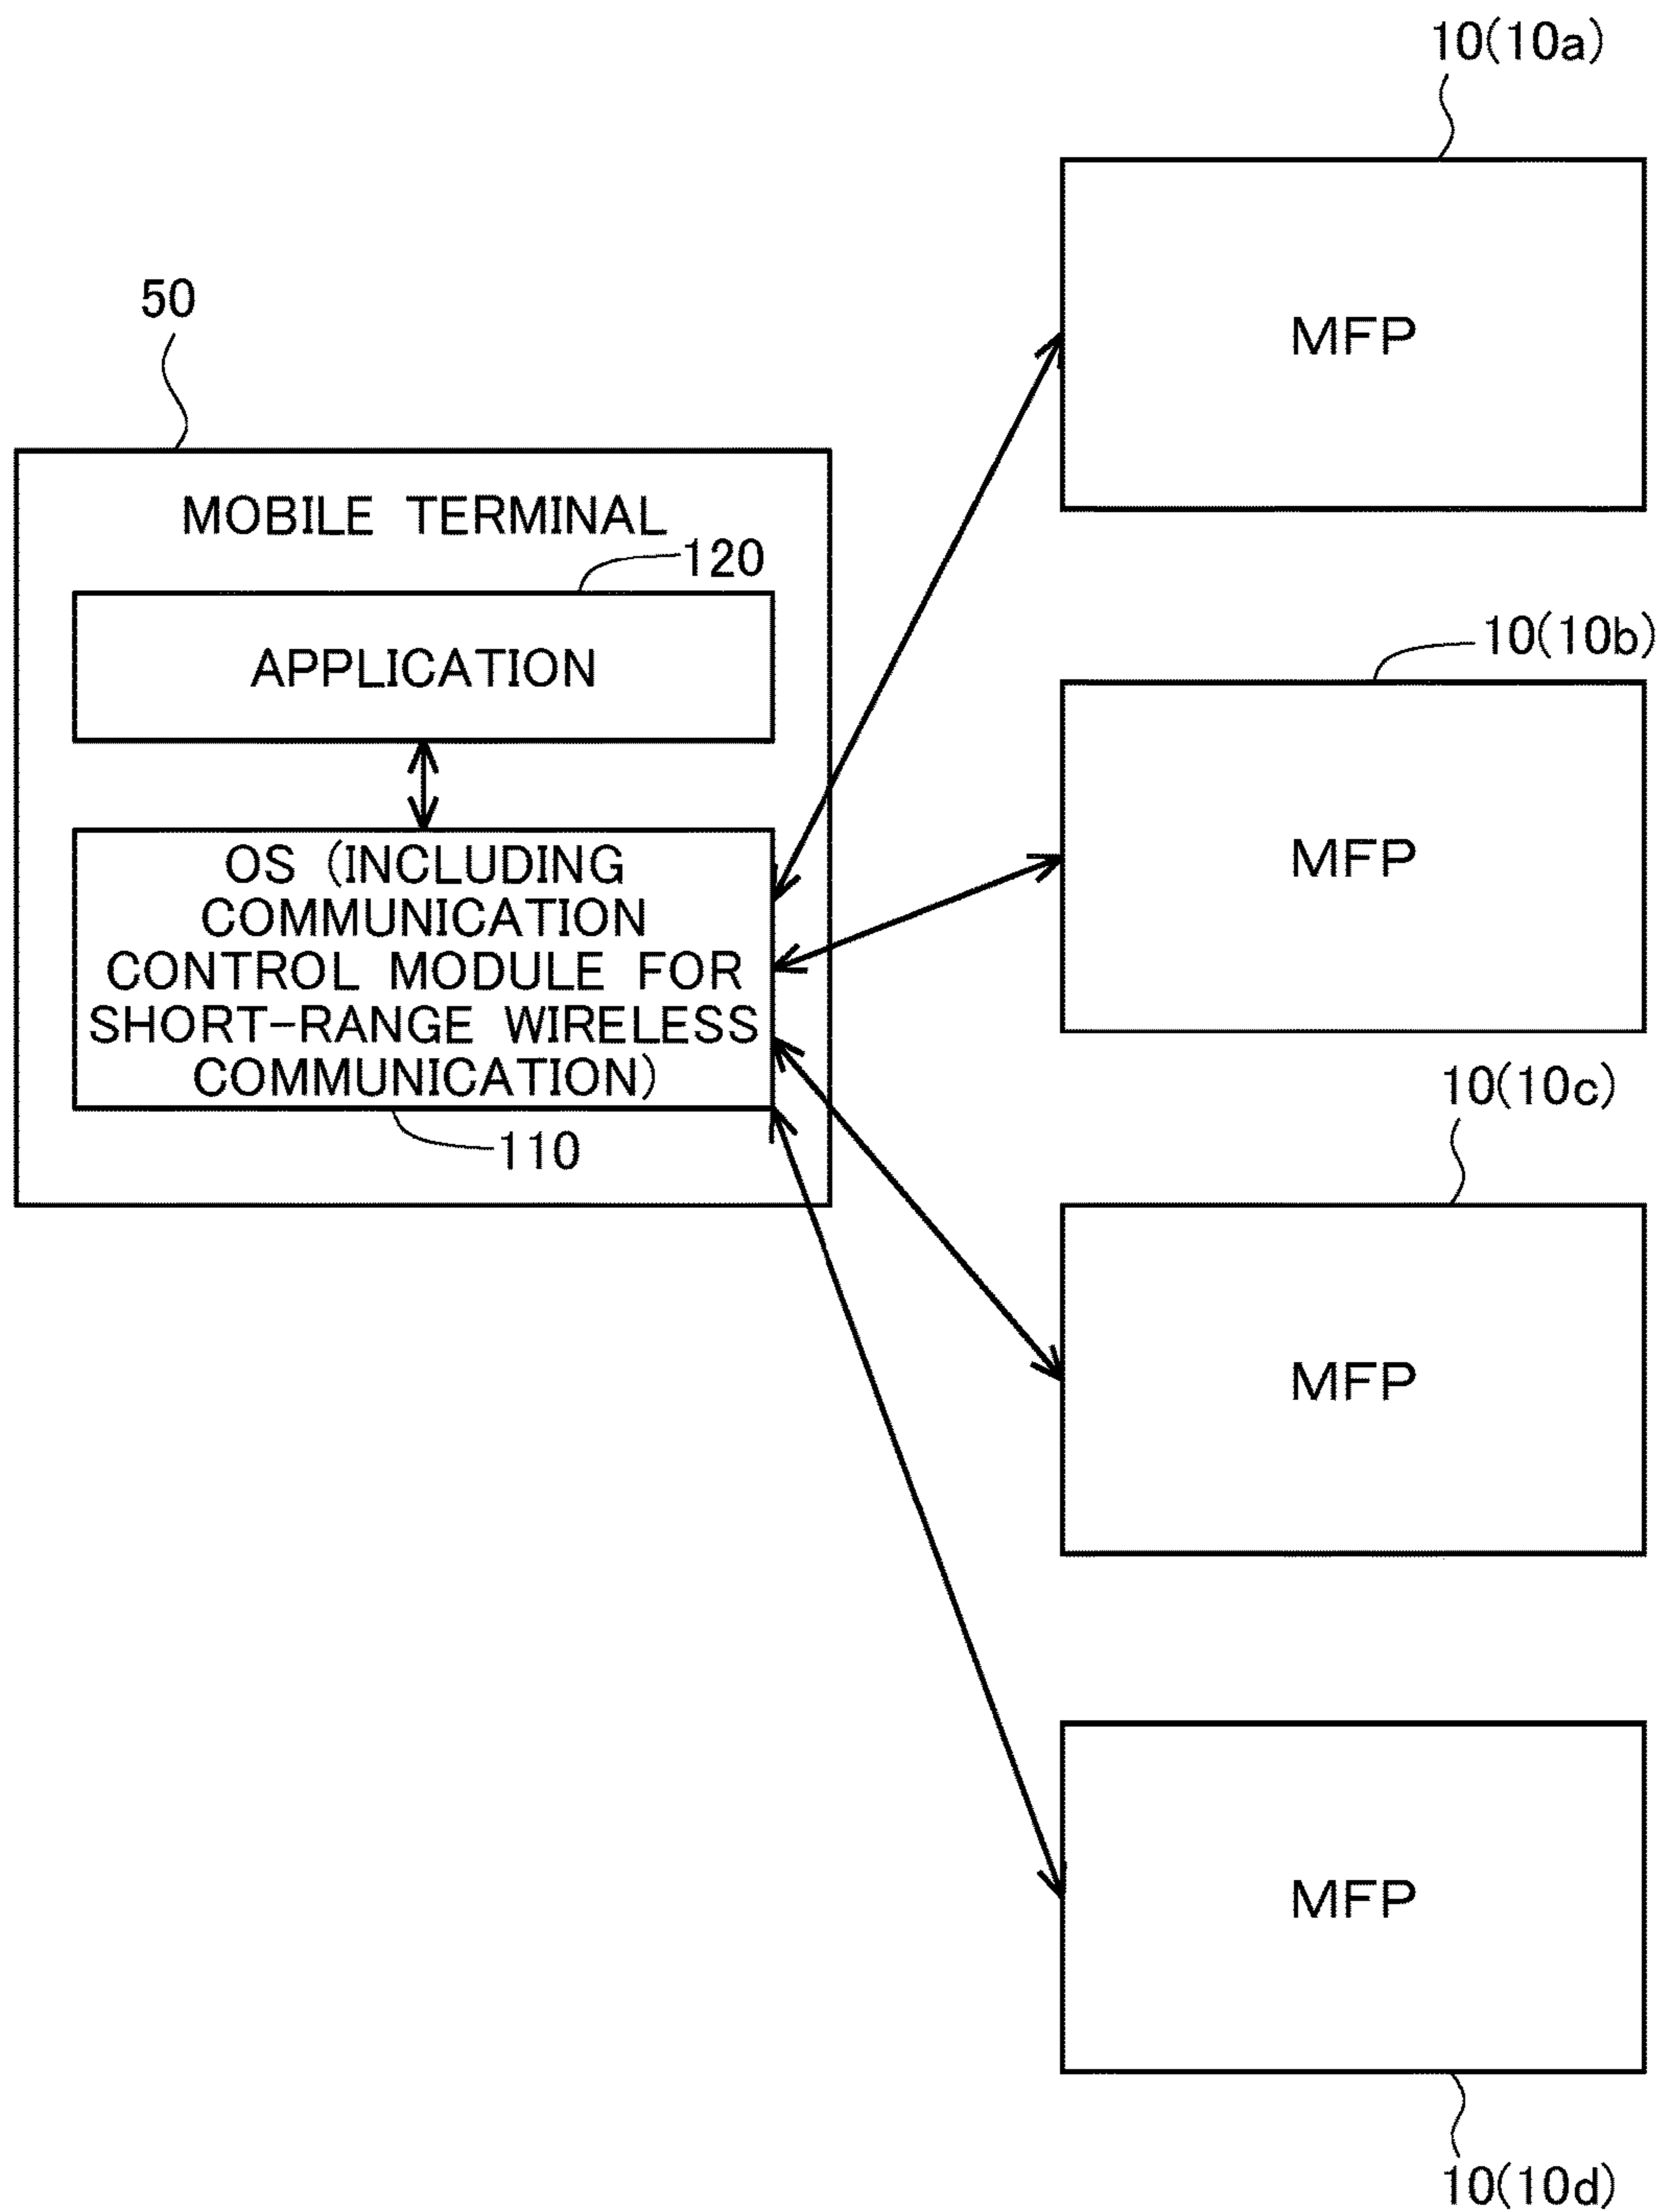 10(10a)
MFP
50
MOBILE TERMINAL
120
APPLICATION
OS (INCLUDING
COMMUNICATION
CONTROL MODULE FOR
SHORT-RANGE WIRELESS
COMMUNICATION)
110
10(10b)
MFP
10(10c)
MFP
MFP
10(10d)